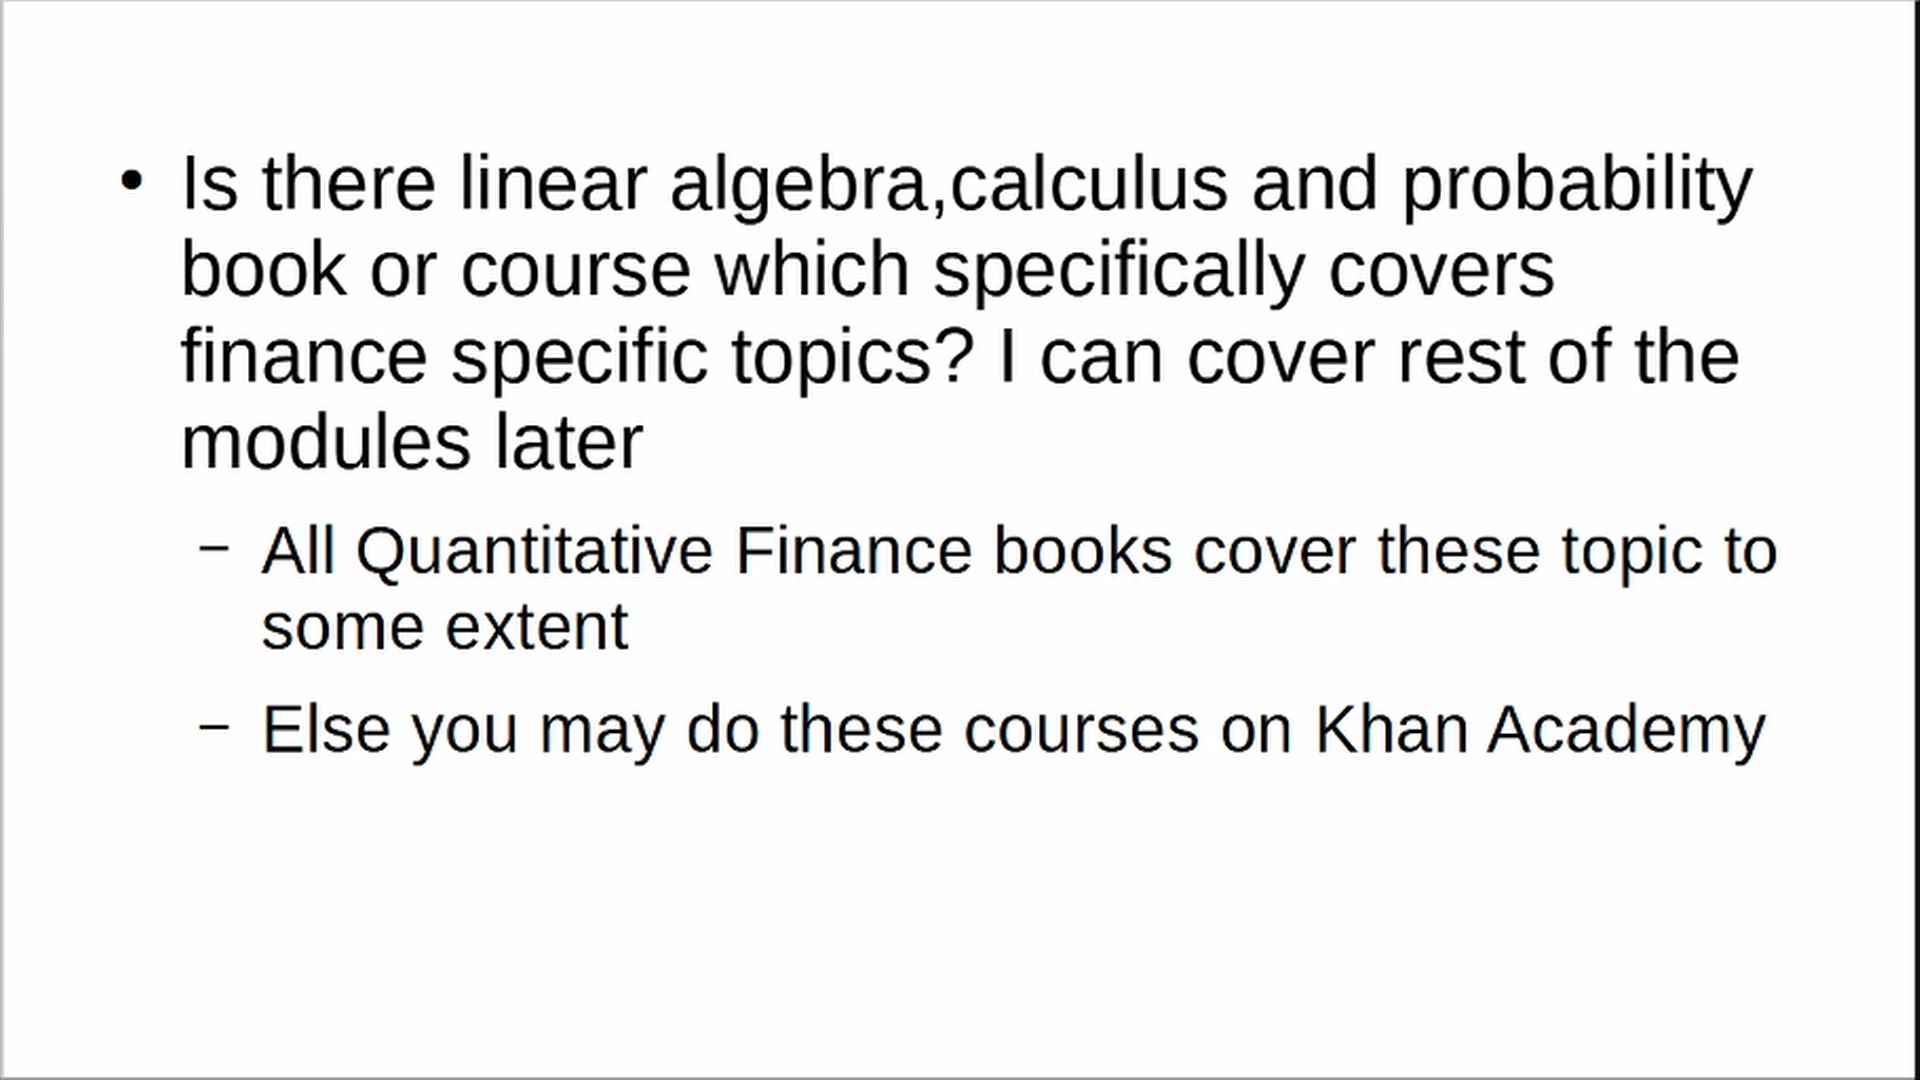 • Is there linear algebra,calculus and probability
book or course which specifically covers
finance specific topics? I can cover rest of the
modules later
– All Quantitative Finance books cover these topic to
some extent
– Else you may do these courses on Khan Academy